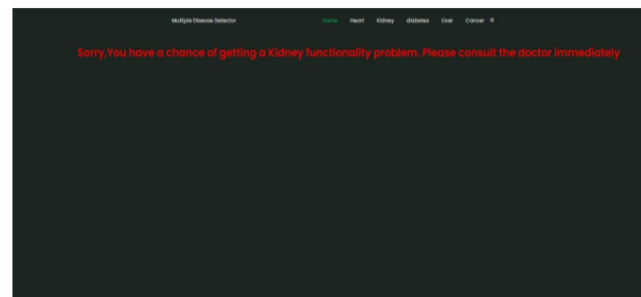 Multiple Disease Detector Home Heart Kidney diabetes Liver Cancer
Sorry,You have a chance of getting a Kidney functionality problem. Please consult the doctor immediately